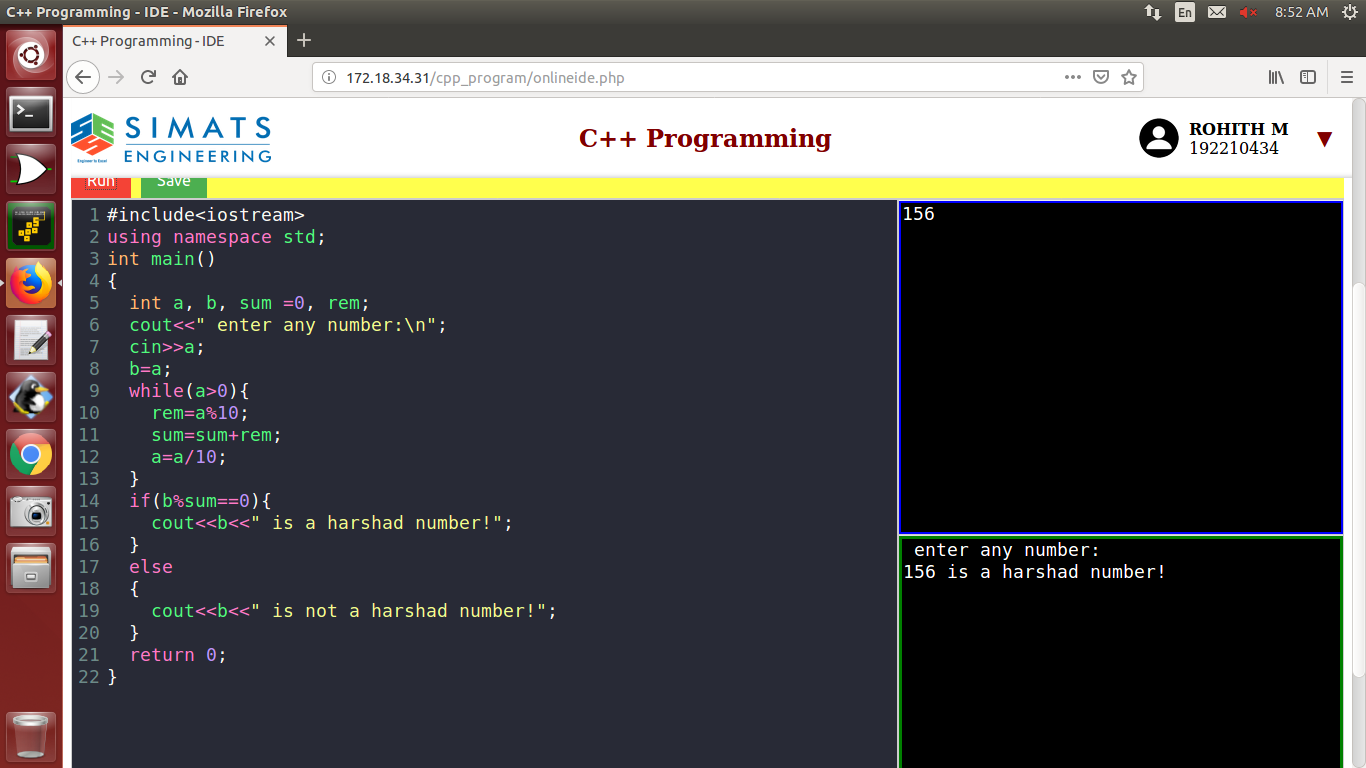 C++ Programming - IDE - Mozilla Firefox
En
8:52 AM
C++ Programming - IDE
172.18.34.31/cpp_program/onlineide.php
SIMATS
ENGINEERING
Engineer to Excel
C++ Programming
ROHITH M
192210434
Run
Save
1 #include<iostream>
2 using namespace std;
3 int main()
4 {
5 int a, b, sum =0, rem;
6 cout<<" enter any number:\n";
7 cin>>a;
8 b=a;
9 while(a>0){
10 rem=a%10;
11 sum=sum+rem;
12 a=a/10;
13 }
14 if(b%sum==0){
15 cout<<b<<" is a harshad number!";
16 }
17 else
18 {
19 cout<<b<<" is not a harshad number!";
20 }
21 return 0;
22 }
156
enter any number:
156 is a harshad number!